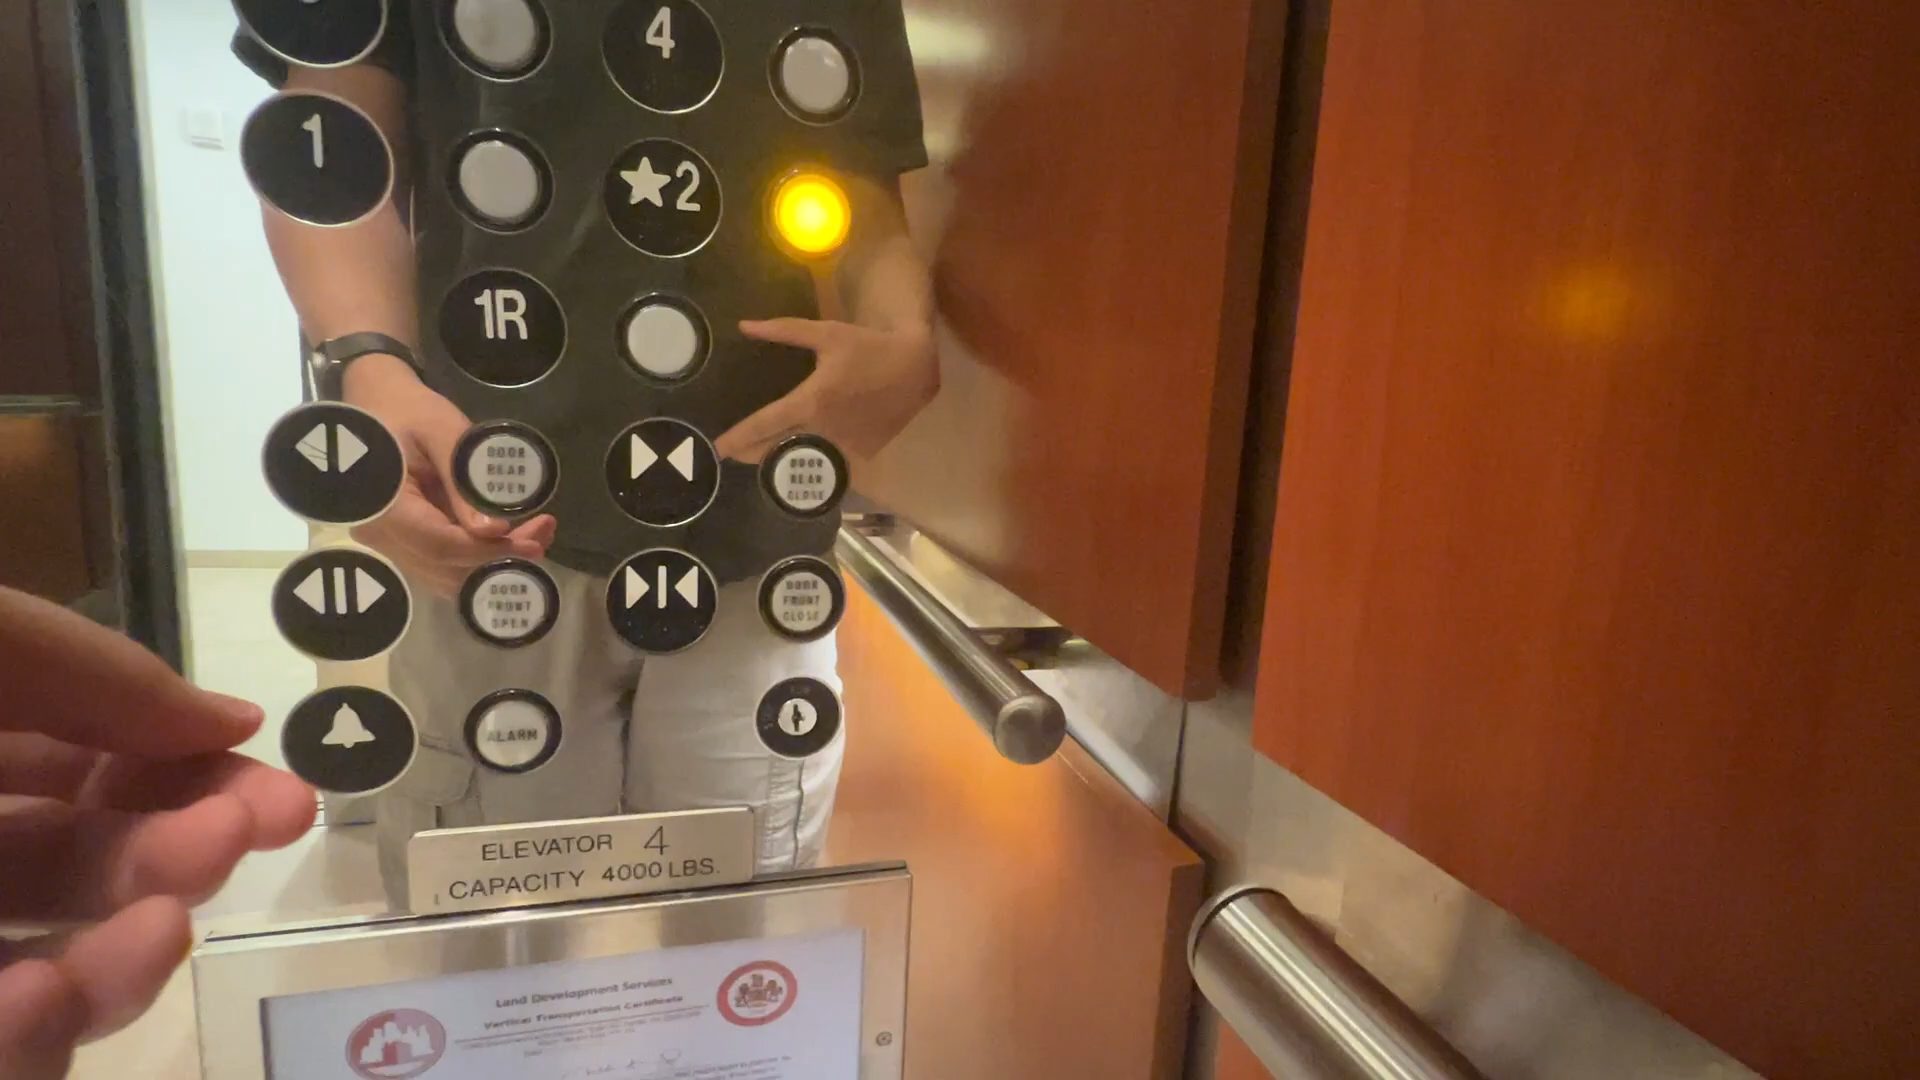 4
1
★2
1R
DOOR
REAR
OPEN
DOOR
REAR
CLOSE
DOOR
FRONT
OPEN
DOOR
FRONT
CLOSE
ALARM
ELEVATOR 4
CAPACITY 4000 LBS.
Land Development Services
Vertical Transportation Certificate